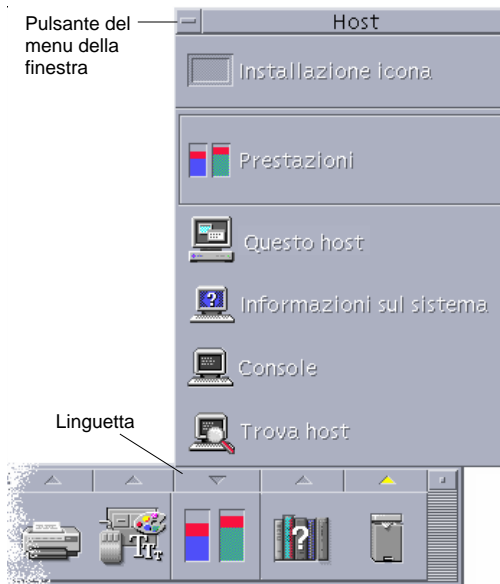 Pulsante del
menu della
finestra
Host
Installazione icona
Prestazioni
Questo host
Informazioni sul sistema
Console
Trova host
Linguetta